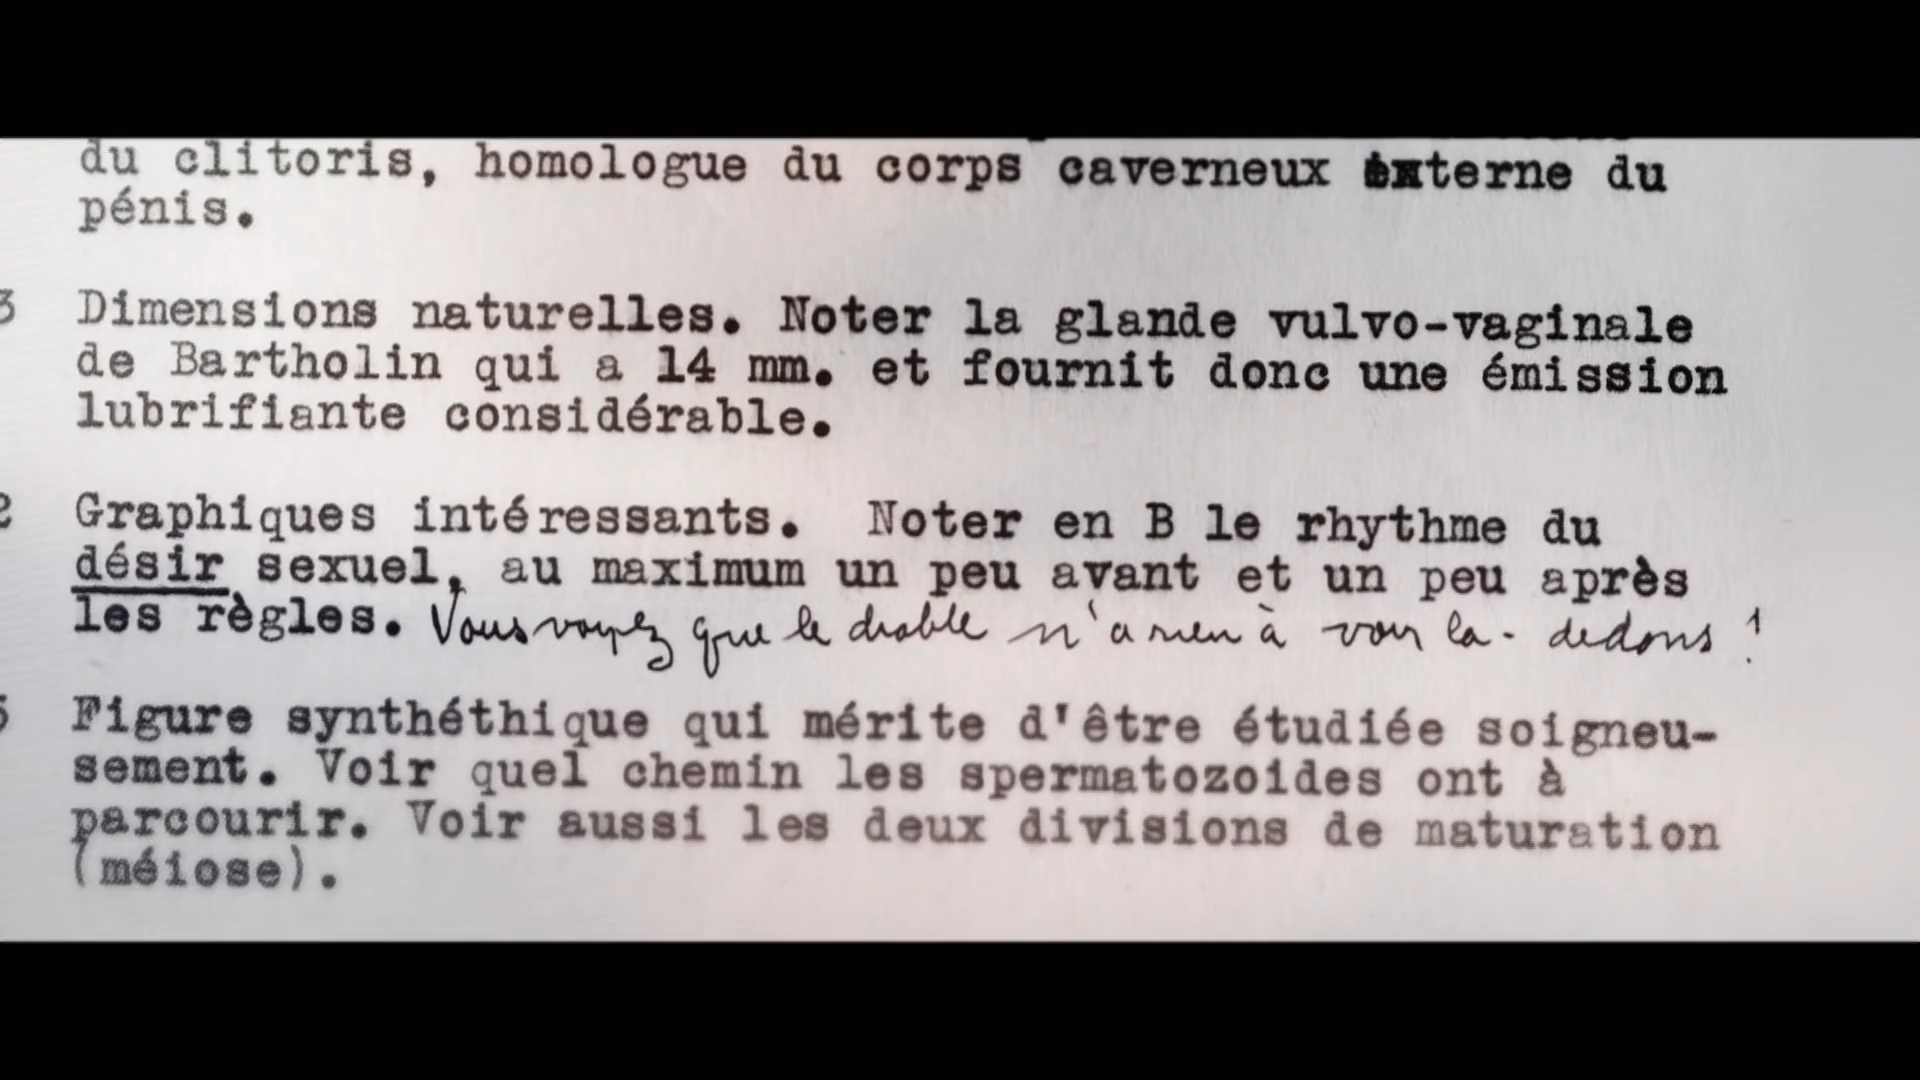 du clitoris, homologue du corps caverneux externe du
pénis.
3 Dimensions naturelles. Noter la glande vulvo-vaginale
de Bartholin qui a 14 mm. et fournit donc une émission
lubrifiante considérable.
2 Graphiques intéressants. Noter en B le rhythme du
désir sexuel, au maximum un peu avant et un peu après
les règles. Vous voyez que le diable n'a rien à voir la-dedans !
5 Figure synthéthique qui mérite d'être étudiée soigneu-
sement. Voir quel chemin les spermatozoides ont à
parcourir. Voir aussi les deux divisions de maturation
(méiose).